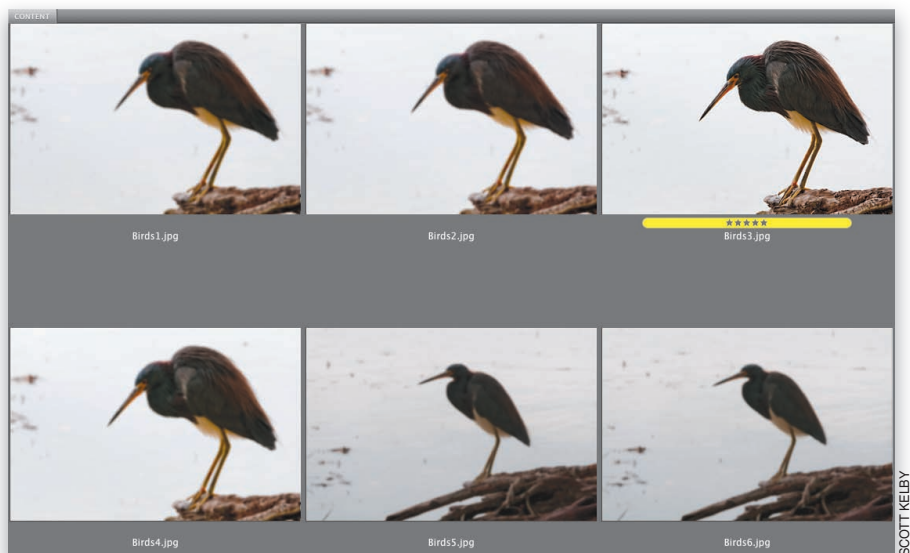 CONTENT
★★★★★
Birds1.jpg
Birds2.jpg
Birds3.jpg
Birds4.jpg
Birds5.jpg
Birds6.jpg
SCOTT KELBY